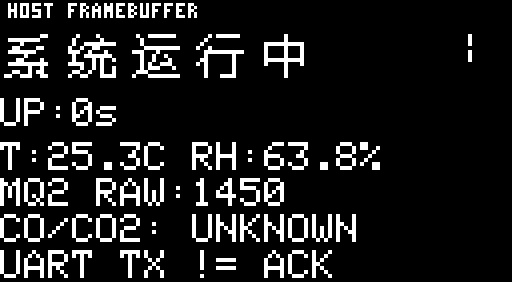 HOST FRAMEBUFFER
系统运行中 ¦
UP:0s
T:25.3C RH:63.8%
MQ2 RAW:1450
CO/CO2: UNKNOWN
UART TX != ACK